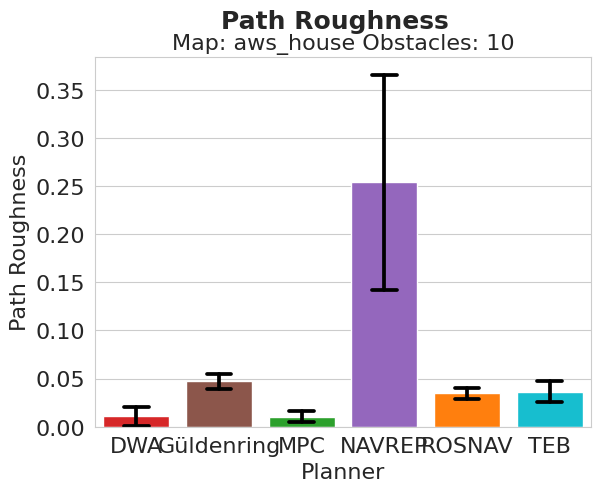 Path Roughness
Map: aws_house Obstacles: 10
Path Roughness
0.35
0.30
0.25
0.20
0.15
0.10
0.05
0.00
DWA Güldenring MPC NAVREP ROSNAV TEB
Planner